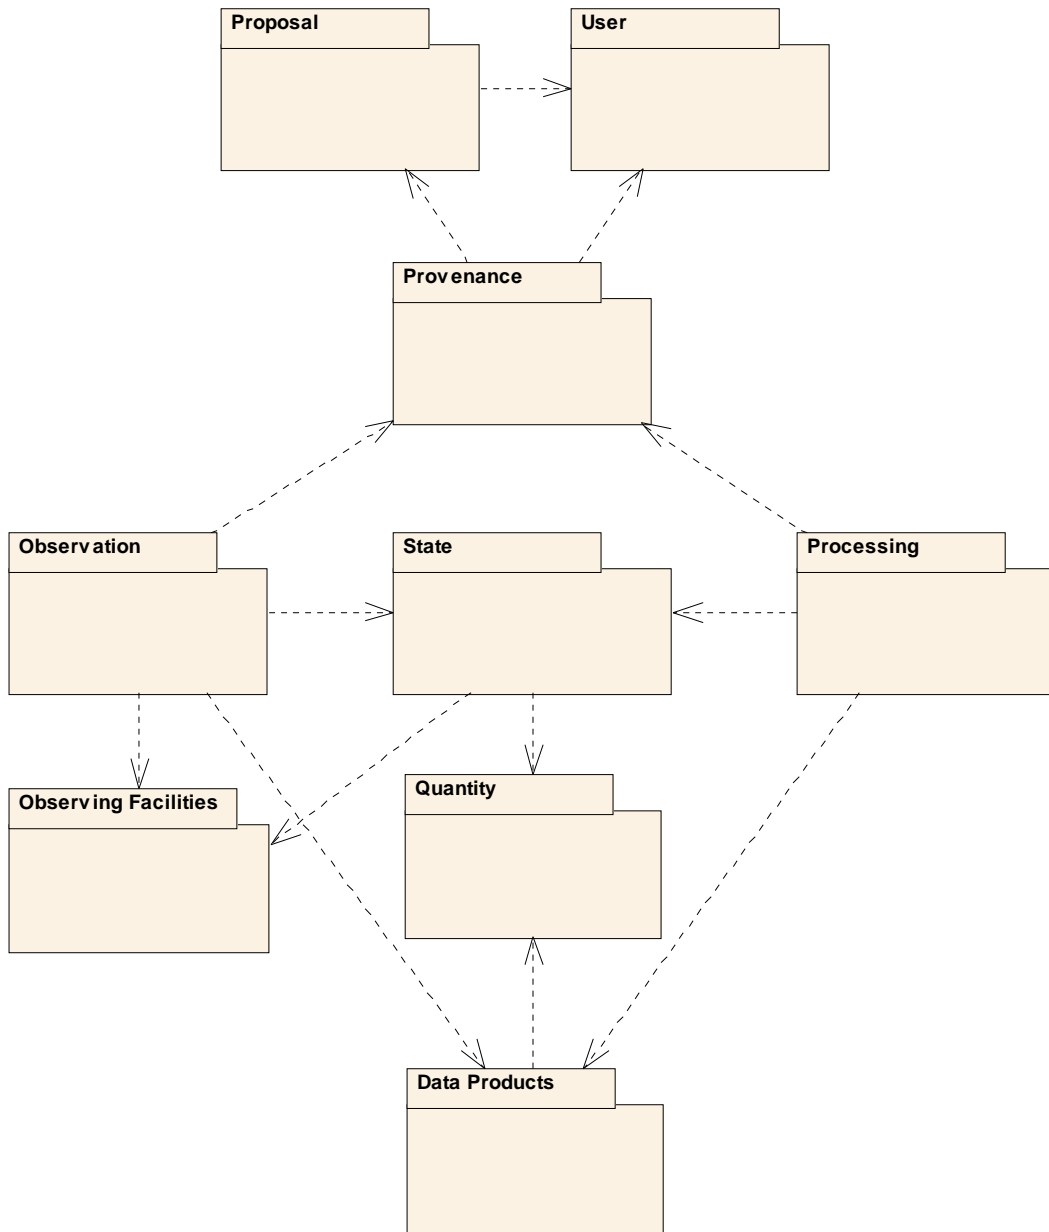 Proposal
User
Provenance
Observation
State
Processing
Observing Facilities
Quantity
Data Products